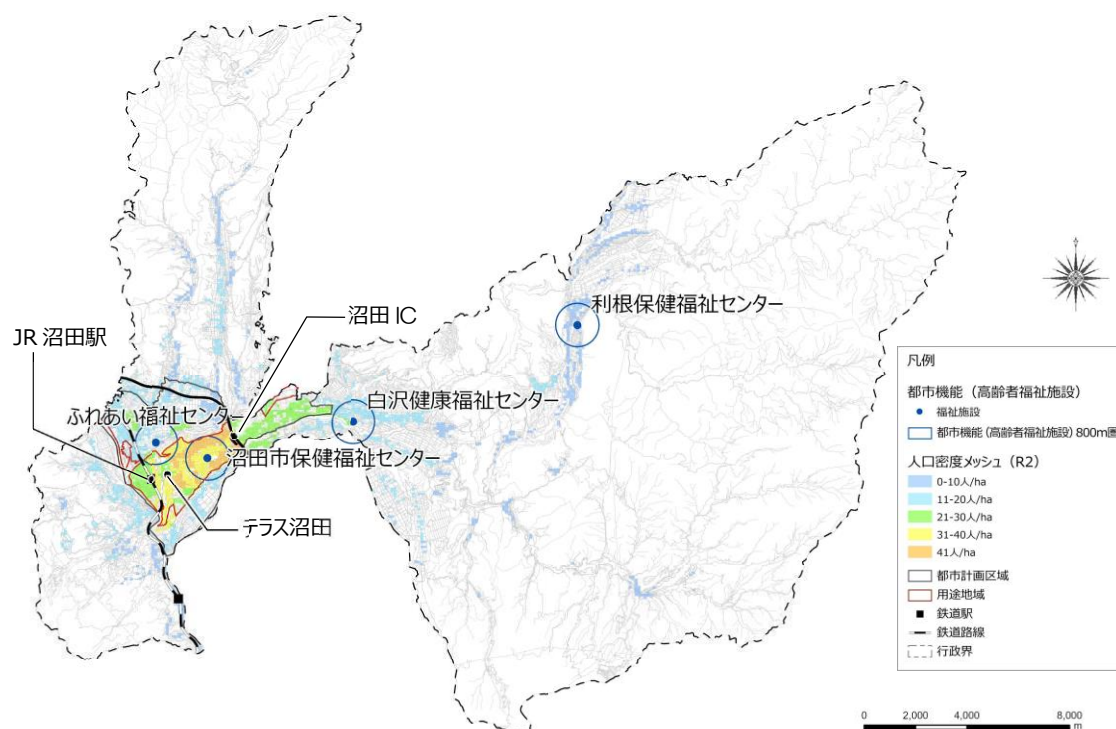 沼田 IC
JR 沼田駅
利根保健福祉センター
白沢健康福祉センター
ふれあい福祉センター
沼田市保健福祉センター
テラス沼田
凡例
都市機能（高齢者福祉施設）
福祉施設
都市機能（高齢者福祉施設）800m圏
人口密度メッシュ（R2）
0-10人/ha
11-20人/ha
21-30人/ha
31-40人/ha
41人/ha
都市計画区域
用途地域
鉄道駅
鉄道路線
行政界
0 2,000 4,000 8,000
m